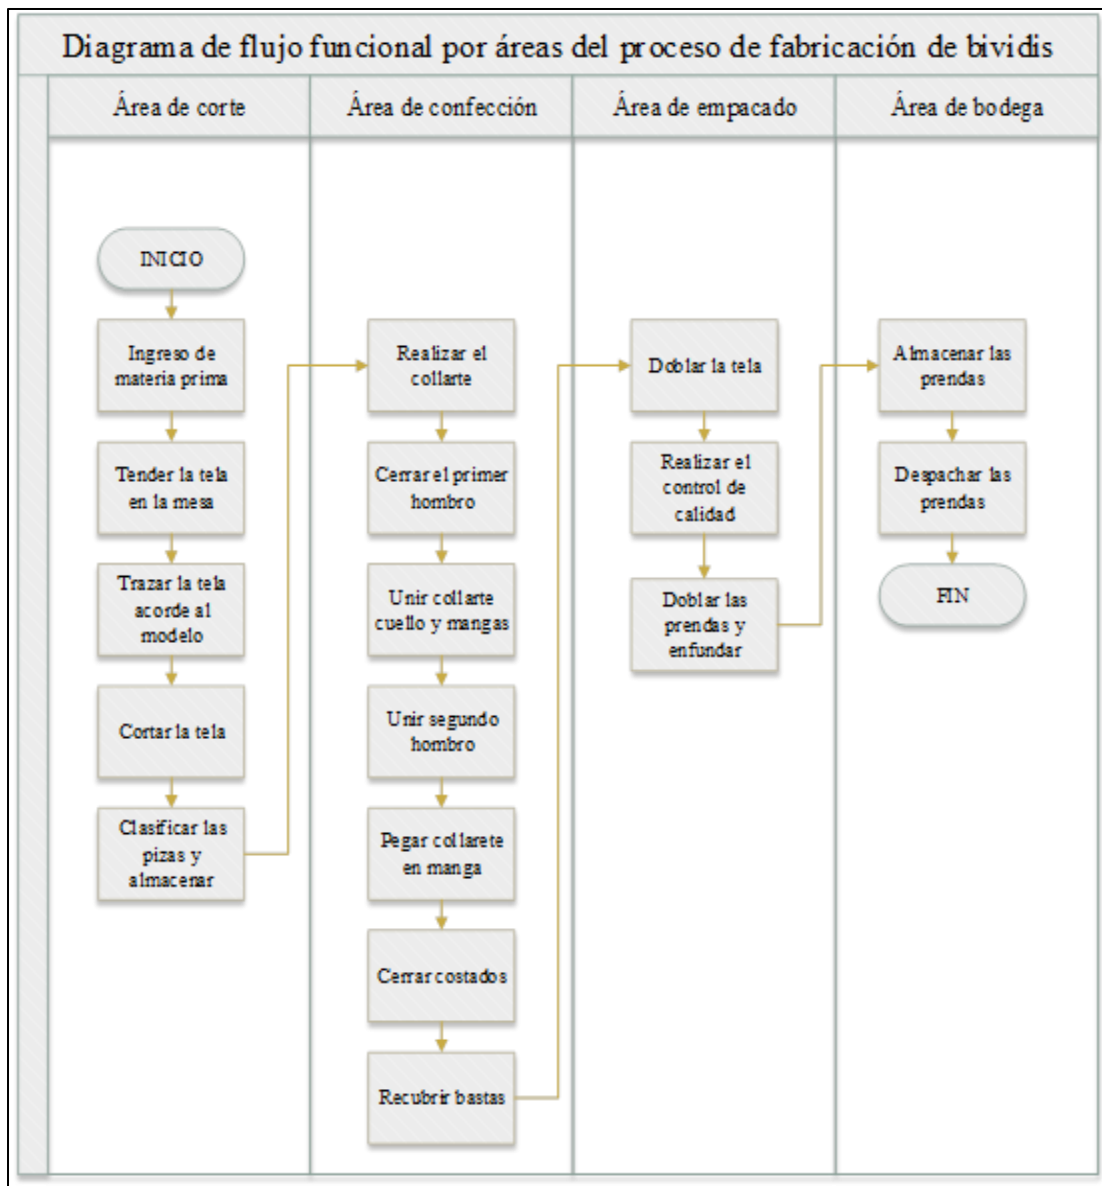 Diagrama de flujo funcional por áreas del proceso de fabricación de bividis
Área de corte
Área de confección
Área de empacado
Área de bodega
INICIO
Ingreso de
materia prima
Tender la tela
en la mesa
Trazar la tela
acorde al
modelo
Cortar la tela
Clasificar las
pizas y
almacenar
Realizar el
collarte
Cerrar el primer
hombro
Unir collarte
cuello y mangas
Unir segundo
hombro
Pegar collarete
en manga
Cerrar costados
Recubrir bastas
Doblar la tela
Realizar el
control de
calidad
Doblar las
prendas y
enfundar
Almacenar las
prendas
Despachar las
prendas
FIN